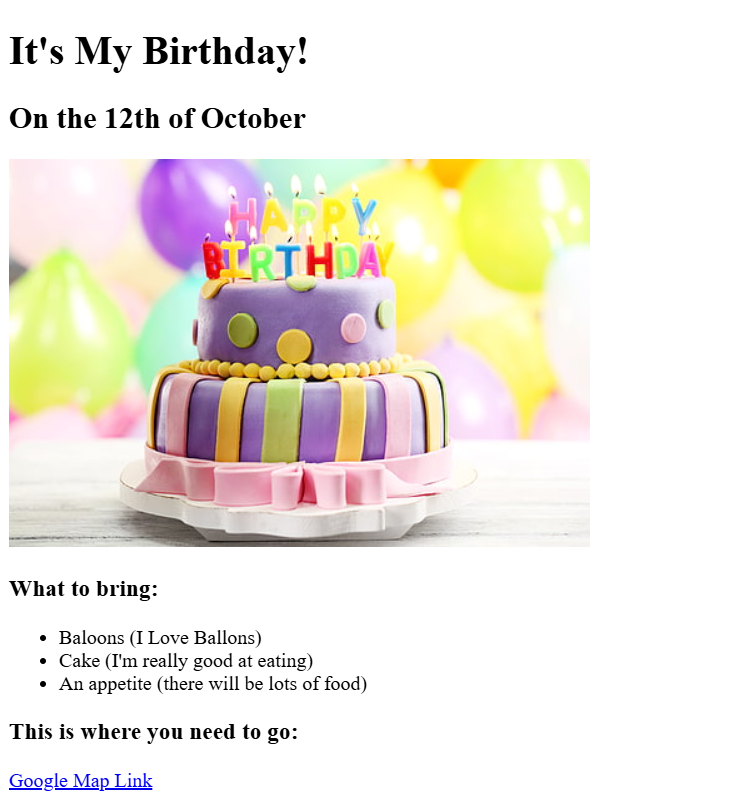 It's My Birthday!
On the 12th of October
HAPPY
BIRTHDAY
What to bring:
Baloons (I Love Ballons)
Cake (I'm really good at eating)
An appetite (there will be lots of food)
This is where you need to go:
Google Map Link